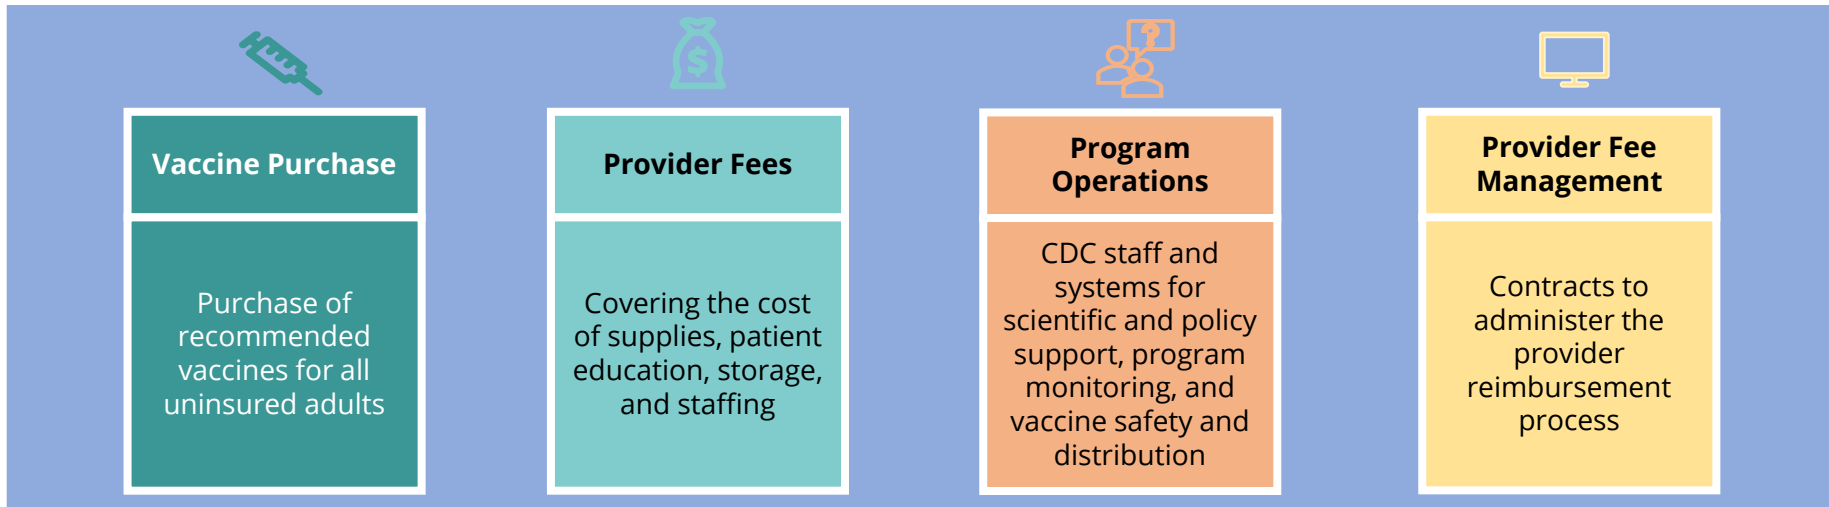 Vaccine Purchase
Purchase of
recommended
vaccines for all
uninsured adults
Provider Fees
Covering the cost
of supplies, patient
education, storage,
and staffing
Program
Operations
CDC staff and
systems for
scientific and policy
support, program
monitoring, and
vaccine safety and
distribution
Provider Fee
Management
Contracts to
administer the
provider
reimbursement
process